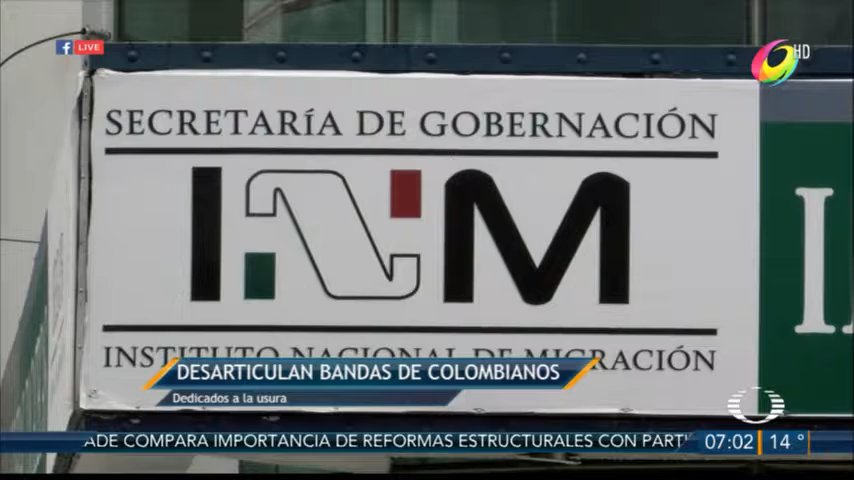 f LIVE
HD
SECRETARÍA DE GOBERNACIÓN
INM
INSTITUTO NACIONAL DE MIGRACIÓN
DESARTICULAN BANDAS DE COLOMBIANOS
Dedicados a la usura
ADE COMPARA IMPORTANCIA DE REFORMAS ESTRUCTURALES CON PARTI
07:02 14 °